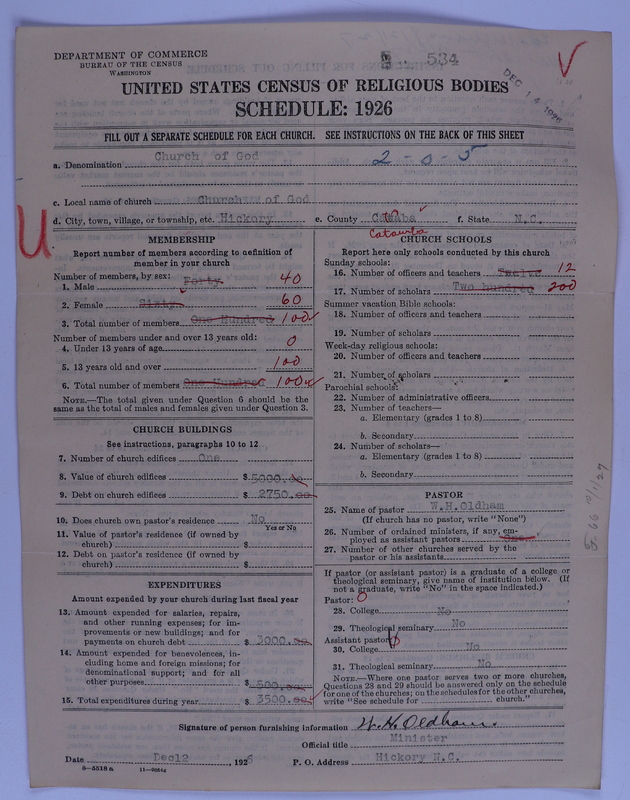 DEPARTMENT OF COMMERCE
BUREAU OF THE CENSUS
WASHINGTON
534
DEC 14 1926
V
UNITED STATES CENSUS OF RELIGIOUS BODIES
SCHEDULE: 1926
FILL OUT A SEPARATE SCHEDULE FOR EACH CHURCH. SEE INSTRUCTIONS ON THE BACK OF THIS SHEET
a. Denomination Church of God 2-0-5
c. Local name of church Church of God
d. City, town, village, or township, etc. Hickory e. County Cataba f. State N.C.
Catawba
U
MEMBERSHIP
Report number of members according to definition of
member in your church
Number of members, by sex:
1. Male Forty 40
2. Female Sixty 60
3. Total number of members One Hundred 100
Number of members under and over 13 years old:
4. Under 13 years of age 0
5. 13 years old and over 100
6. Total number of members One Hundred 100
NOTE.—The total given under Question 6 should be the
same as the total of males and females given under Question 3.
CHURCH BUILDINGS
See instructions, paragraphs 10 to 12
7. Number of church edifices One
8. Value of church edifices $5000.00
9. Debt on church edifices $2750.00
10. Does church own pastor's residence No
Yes or No
11. Value of pastor's residence (if owned by
church) $
12. Debt on pastor's residence (if owned by
church) $
EXPENDITURES
Amount expended by your church during last fiscal year
13. Amount expended for salaries, repairs,
and other running expenses; for im-
provements or new buildings; and for
payments on church debt $3000.00
14. Amount expended for benevolences, in-
cluding home and foreign missions; for
denominational support; and for all
other purposes $500.00
15. Total expenditures during year $3500.00
CHURCH SCHOOLS
Report here only schools conducted by this church
Sunday schools:
16. Number of officers and teachers Twelve 12
17. Number of scholars Two hundred 200
Summer vacation Bible schools:
18. Number of officers and teachers
19. Number of scholars
Week-day religious schools:
20. Number of officers and teachers
21. Number of scholars
Parochial schools:
22. Number of administrative officers
23. Number of teachers—
a. Elementary (grades 1 to 8)
b. Secondary
24. Number of scholars—
a. Elementary (grades 1 to 8)
b. Secondary
PASTOR
25. Name of pastor W.H.Oldham
(If church has no pastor, write "None")
26. Number of ordained ministers, if any, em-
ployed as assistant pastors One
27. Number of other churches served by the
pastor or his assistants
If pastor (or assistant pastor) is a graduate of a college or
theological seminary, give name of institution below. (If
not a graduate, write "No" in the space indicated.)
Pastor: 0
28. College No
29. Theological seminary No
Assistant pastor: 0
30. College No
31. Theological seminary No
NOTE.—Where one pastor serves two or more churches,
Questions 28 and 29 should be answered only on the schedule
for one of the churches; on the schedules for the other churches,
write "See schedule for church."
Signature of person furnishing information W. H. Oldham.
Official title Minister
Date Dec12, 1926 P. O. Address Hickory N.C.
8—5518 a 11—9564a